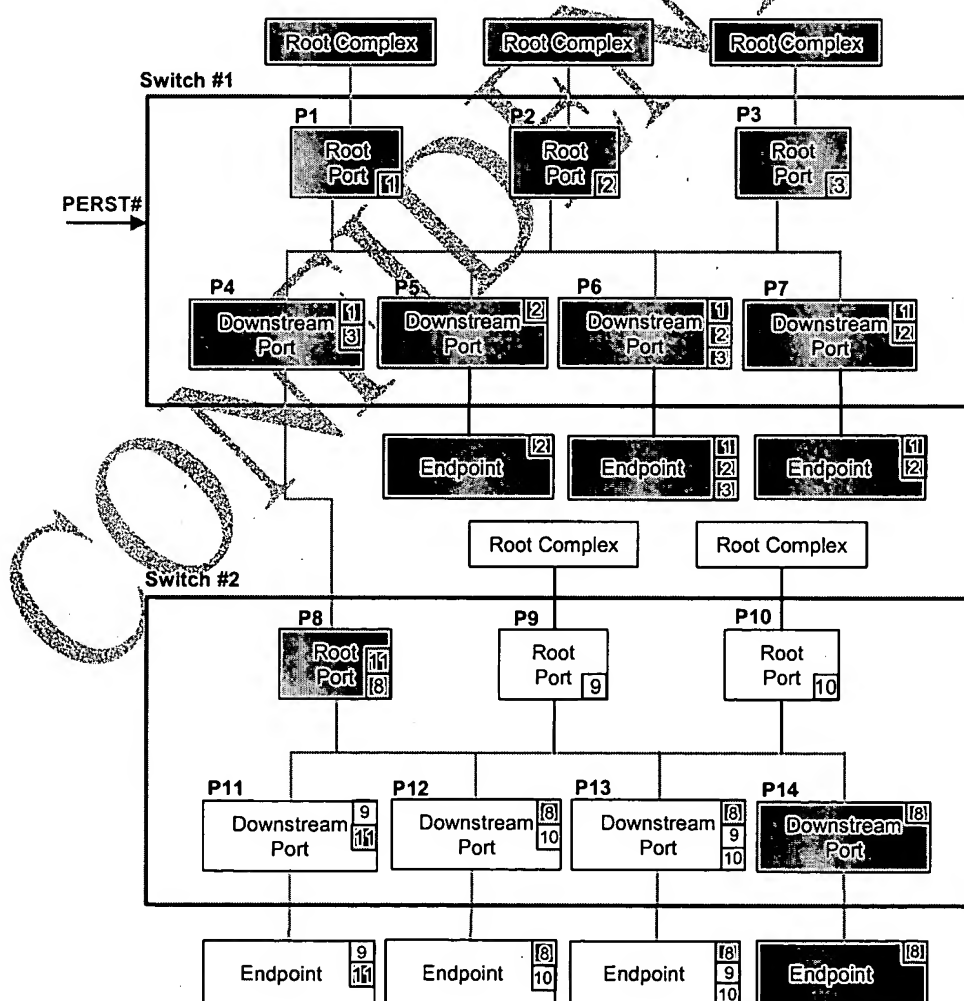 Root Complex
Root Complex
Root Complex
Switch #1
P1
P2
P3
Root
Port
1
Root
Port
2
Root
Port
3
PERST#
P4
P5
P6
P7
Downstream
Port
1
3
Downstream
Port
2
Downstream
Port
1
2
3
Downstream
Port
1
2
Endpoint
2
Endpoint
1
2
3
Endpoint
1
2
Root Complex
Root Complex
Switch #2
P8
P9
P10
Root
Port
11
8
Root
Port
9
Root
Port
10
P11
P12
P13
P14
Downstream
Port
9
11
Downstream
Port
8
10
Downstream
Port
8
9
10
Downstream
Port
8
Endpoint
9
11
Endpoint
8
10
Endpoint
8
9
10
Endpoint
8